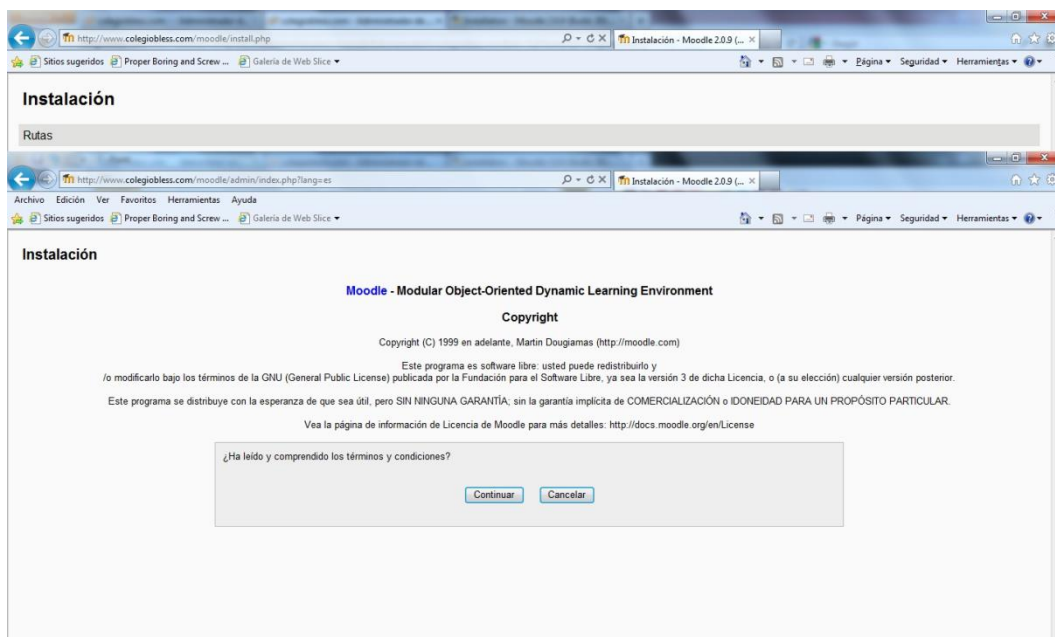 http://www.colegiobless.com/moodle/install.php
Instalación - Moodle 2.0.9 (...
Sitios sugeridos Proper Boring and Screw ... Galería de Web Slice
Página Seguridad Herramientas
Instalación
Rutas
http://www.colegiobless.com/moodle/admin/index.php?lang=es
Instalación - Moodle 2.0.9 (...
Archivo Edición Ver Favoritos Herramientas Ayuda
Sitios sugeridos Proper Boring and Screw ... Galería de Web Slice
Página Seguridad Herramientas
Instalación
Moodle - Modular Object-Oriented Dynamic Learning Environment
Copyright
Copyright (C) 1999 en adelante, Martin Dougiamas (http://moodle.com)
Este programa es software libre: usted puede redistribuirlo y
/o modificarlo bajo los términos de la GNU (General Public License) publicada por la Fundación para el Software Libre, ya sea la versión 3 de dicha Licencia, o (a su elección) cualquier versión posterior.
Este programa se distribuye con la esperanza de que sea útil, pero SIN NINGUNA GARANTÍA; sin la garantía implícita de COMERCIALIZACIÓN o IDONEIDAD PARA UN PROPÓSITO PARTICULAR.
Vea la página de información de Licencia de Moodle para más detalles: http://docs.moodle.org/en/License
¿Ha leído y comprendido los términos y condiciones?
Continuar Cancelar